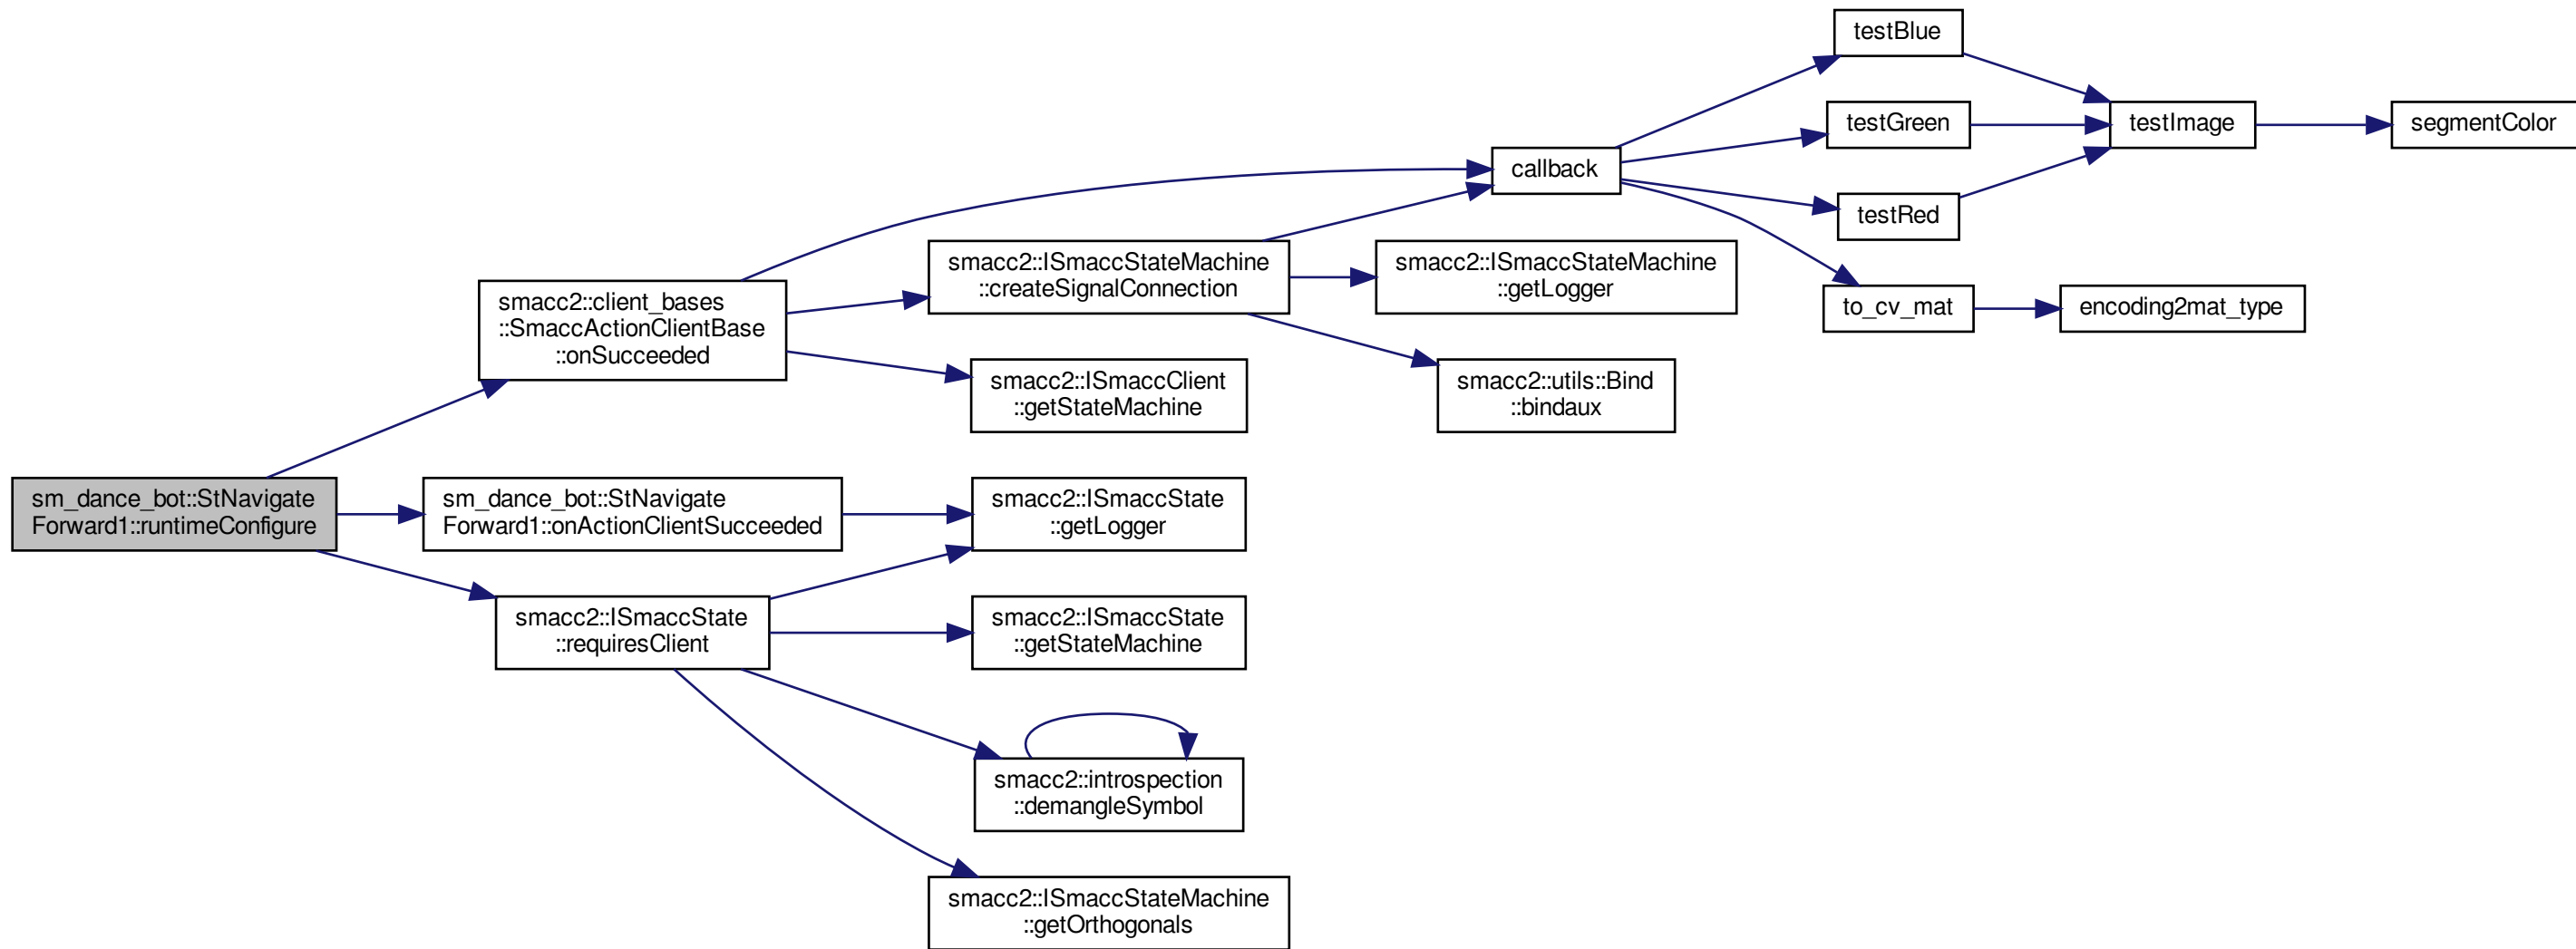 sm_dance_bot::StNavigate
Forward1::runtimeConfigure
smacc2::client_bases
::SmaccActionClientBase
::onSucceeded
sm_dance_bot::StNavigate
Forward1::onActionClientSucceeded
smacc2::ISmaccState
::requiresClient
smacc2::ISmaccStateMachine
::createSignalConnection
smacc2::ISmaccClient
::getStateMachine
smacc2::ISmaccState
::getLogger
smacc2::ISmaccState
::getStateMachine
smacc2::introspection
::demangleSymbol
smacc2::ISmaccStateMachine
::getOrthogonals
callback
smacc2::ISmaccStateMachine
::getLogger
smacc2::utils::Bind
::bindaux
testBlue
testGreen
testRed
to_cv_mat
testImage
encoding2mat_type
segmentColor